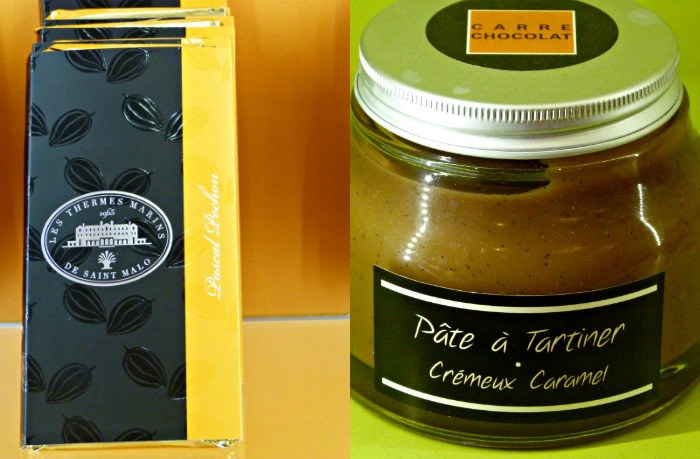 LES THERMES MARINS
1963
DE SAINT MALO
Pascal Pochon
CARRE
CHOCOLAT
Pâte à Tartiner
Crémeux Caramel